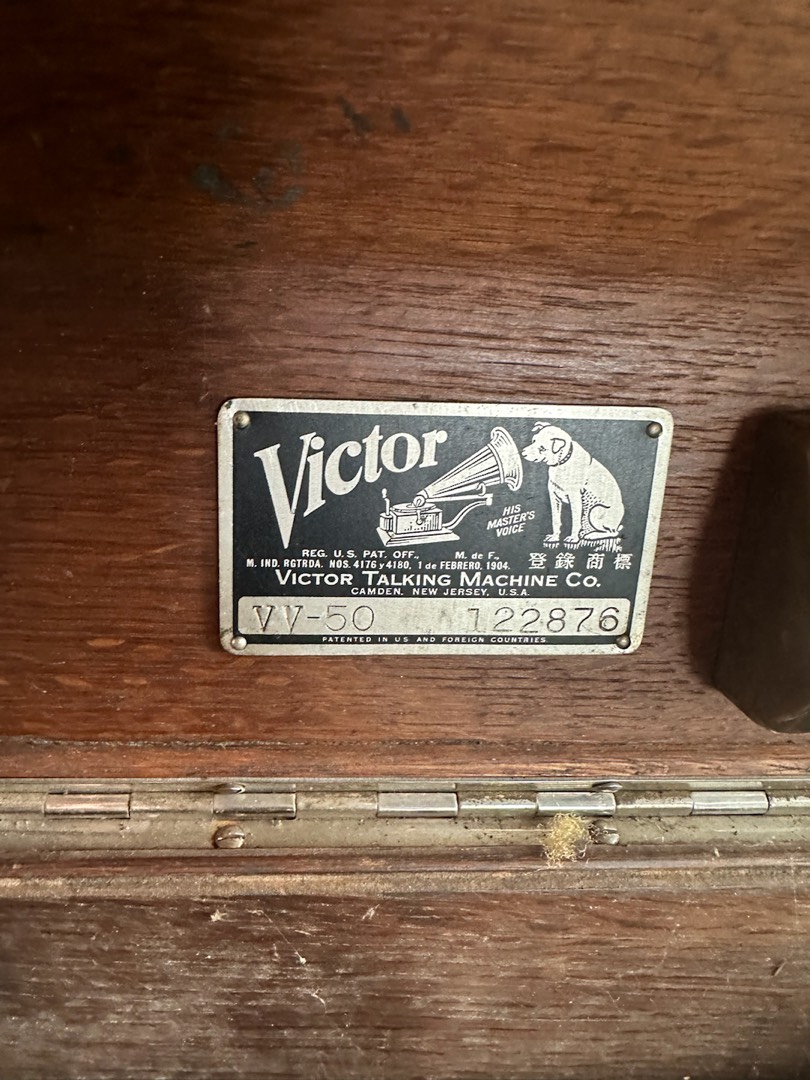 Victor
HIS
MASTER'S
VOICE
REG. U.S. PAT. OFF., M. de F.,
M. IND. RGTRDA. NOS. 4176 y 4180, 1 de FEBRERO, 1904. 登錄商標
VICTOR TALKING MACHINE CO.
CAMDEN, NEW JERSEY, U.S.A.
VV-50 122876
PATENTED IN US AND FOREIGN COUNTRIES